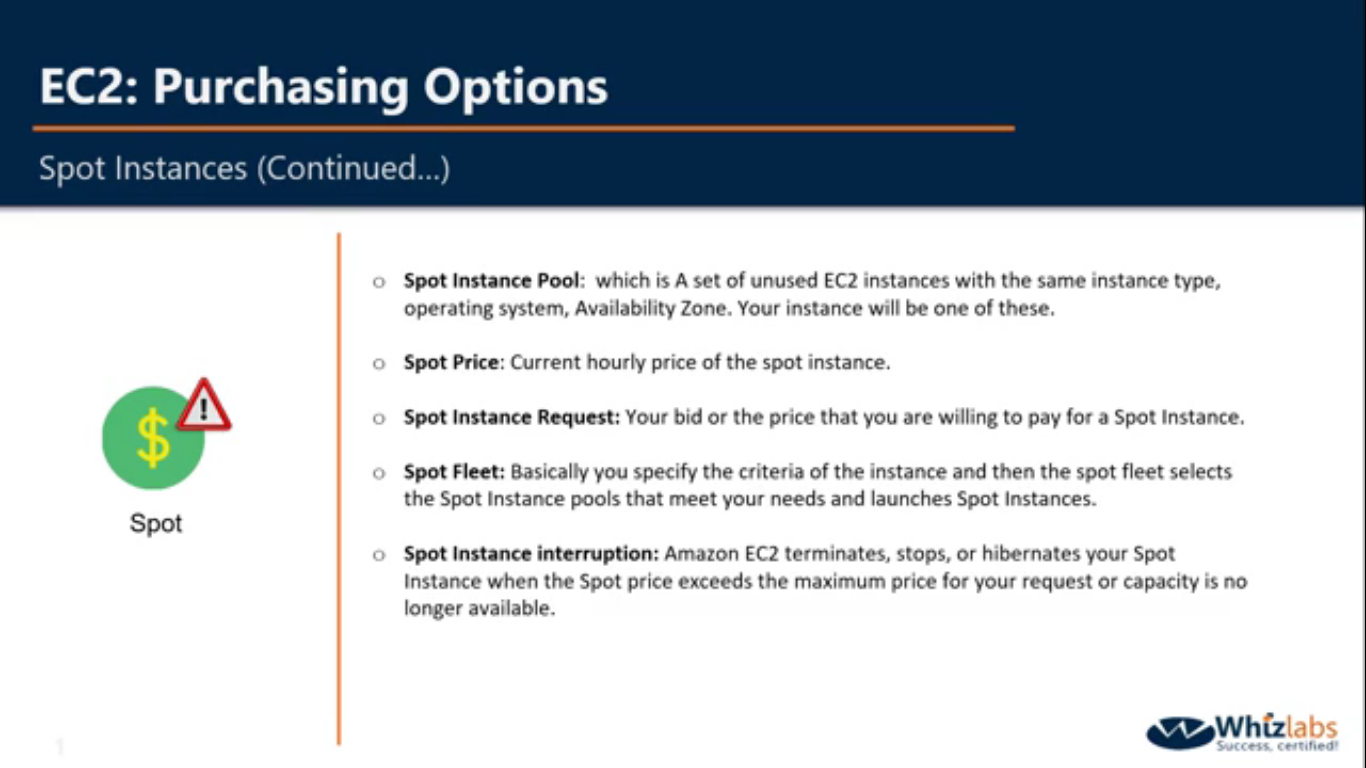 EC2: Purchasing Options
Spot Instances (Continued...)
○ Spot Instance Pool:  which is A set of unused EC2 instances with the same instance type,
operating system, Availability Zone. Your instance will be one of these.
○ Spot Price: Current hourly price of the spot instance.
○ Spot Instance Request: Your bid or the price that you are willing to pay for a Spot Instance.
○ Spot Fleet: Basically you specify the criteria of the instance and then the spot fleet selects
the Spot Instance pools that meet your needs and launches Spot Instances.
○ Spot Instance interruption: Amazon EC2 terminates, stops, or hibernates your Spot
Instance when the Spot price exceeds the maximum price for your request or capacity is no
longer available.
$
!
Spot
1
Whizlabs
Success, certified!